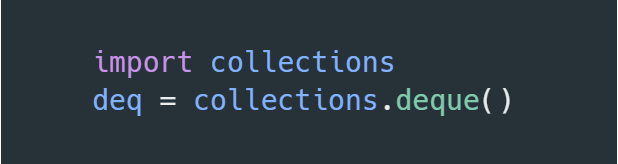 import collections
deq = collections.deque()